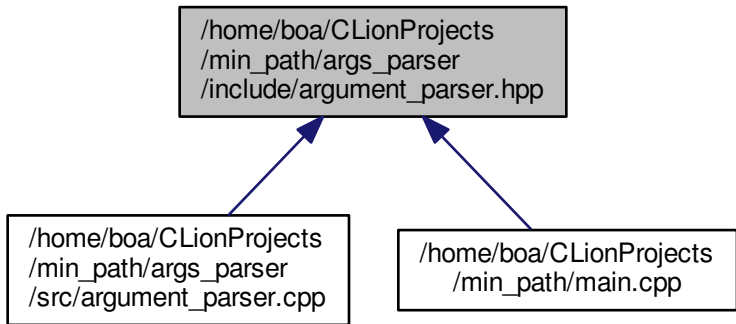 /home/boa/CLionProjects
/min_path/args_parser
/include/argument_parser.hpp
/home/boa/CLionProjects
/min_path/args_parser
/src/argument_parser.cpp
/home/boa/CLionProjects
/min_path/main.cpp